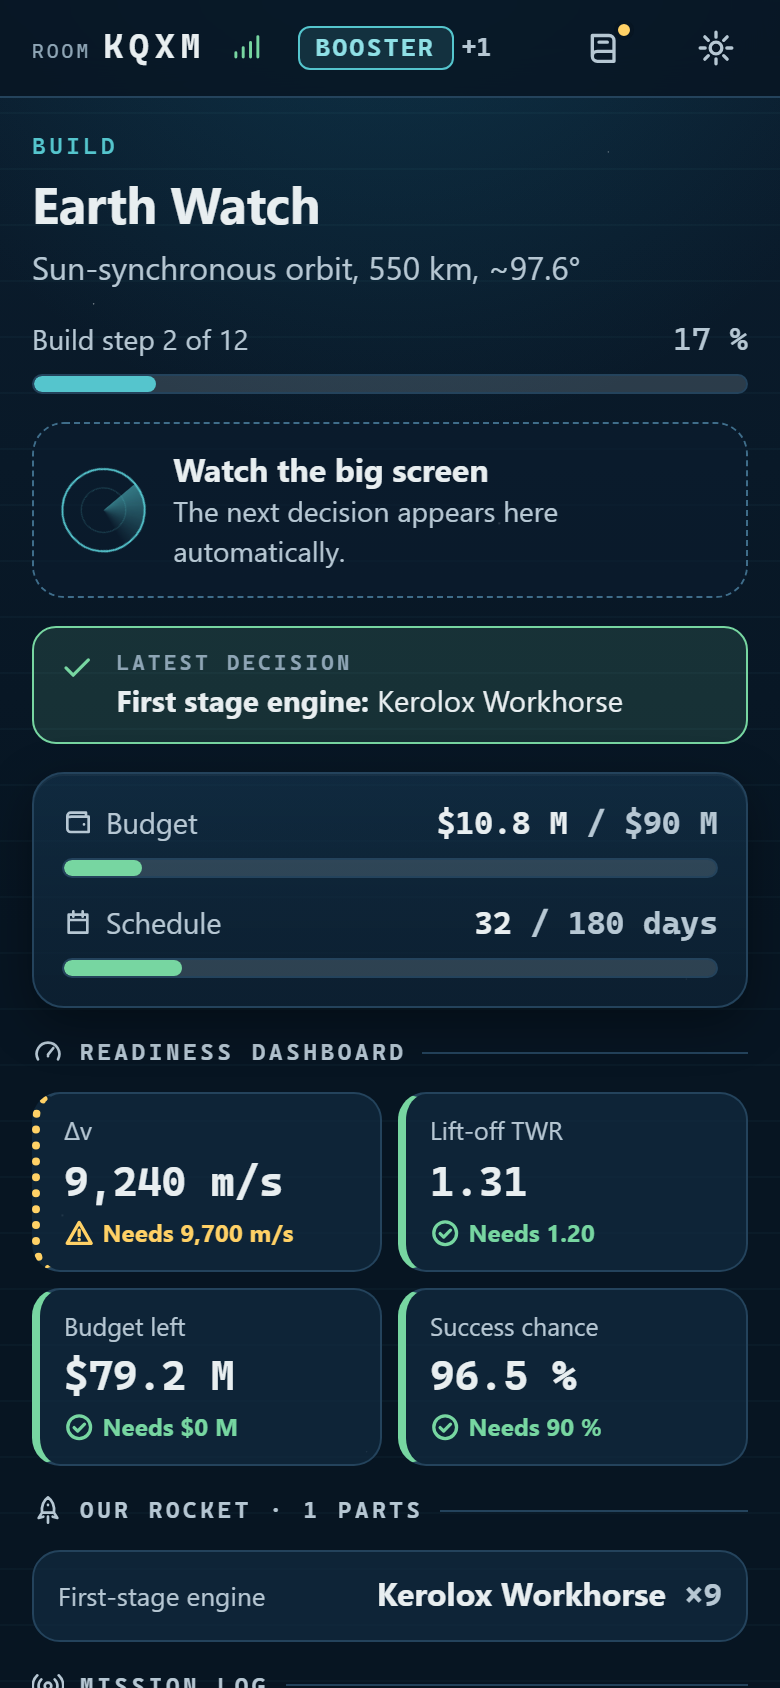 ROOM KQXM BOOSTER +1
BUILD
Earth Watch
Sun-synchronous orbit, 550 km, ~97.6°
Build step 2 of 12 17 %
Watch the big screen
The next decision appears here
automatically.
LATEST DECISION
First stage engine: Kerolox Workhorse
Budget $10.8 M / $90 M
Schedule 32 / 180 days
READINESS DASHBOARD
Δv
9,240 m/s
Needs 9,700 m/s
Lift-off TWR
1.31
Needs 1.20
Budget left
$79.2 M
Needs $0 M
Success chance
96.5 %
Needs 90 %
OUR ROCKET · 1 PARTS
First-stage engine Kerolox Workhorse ×9
MISSION LOG